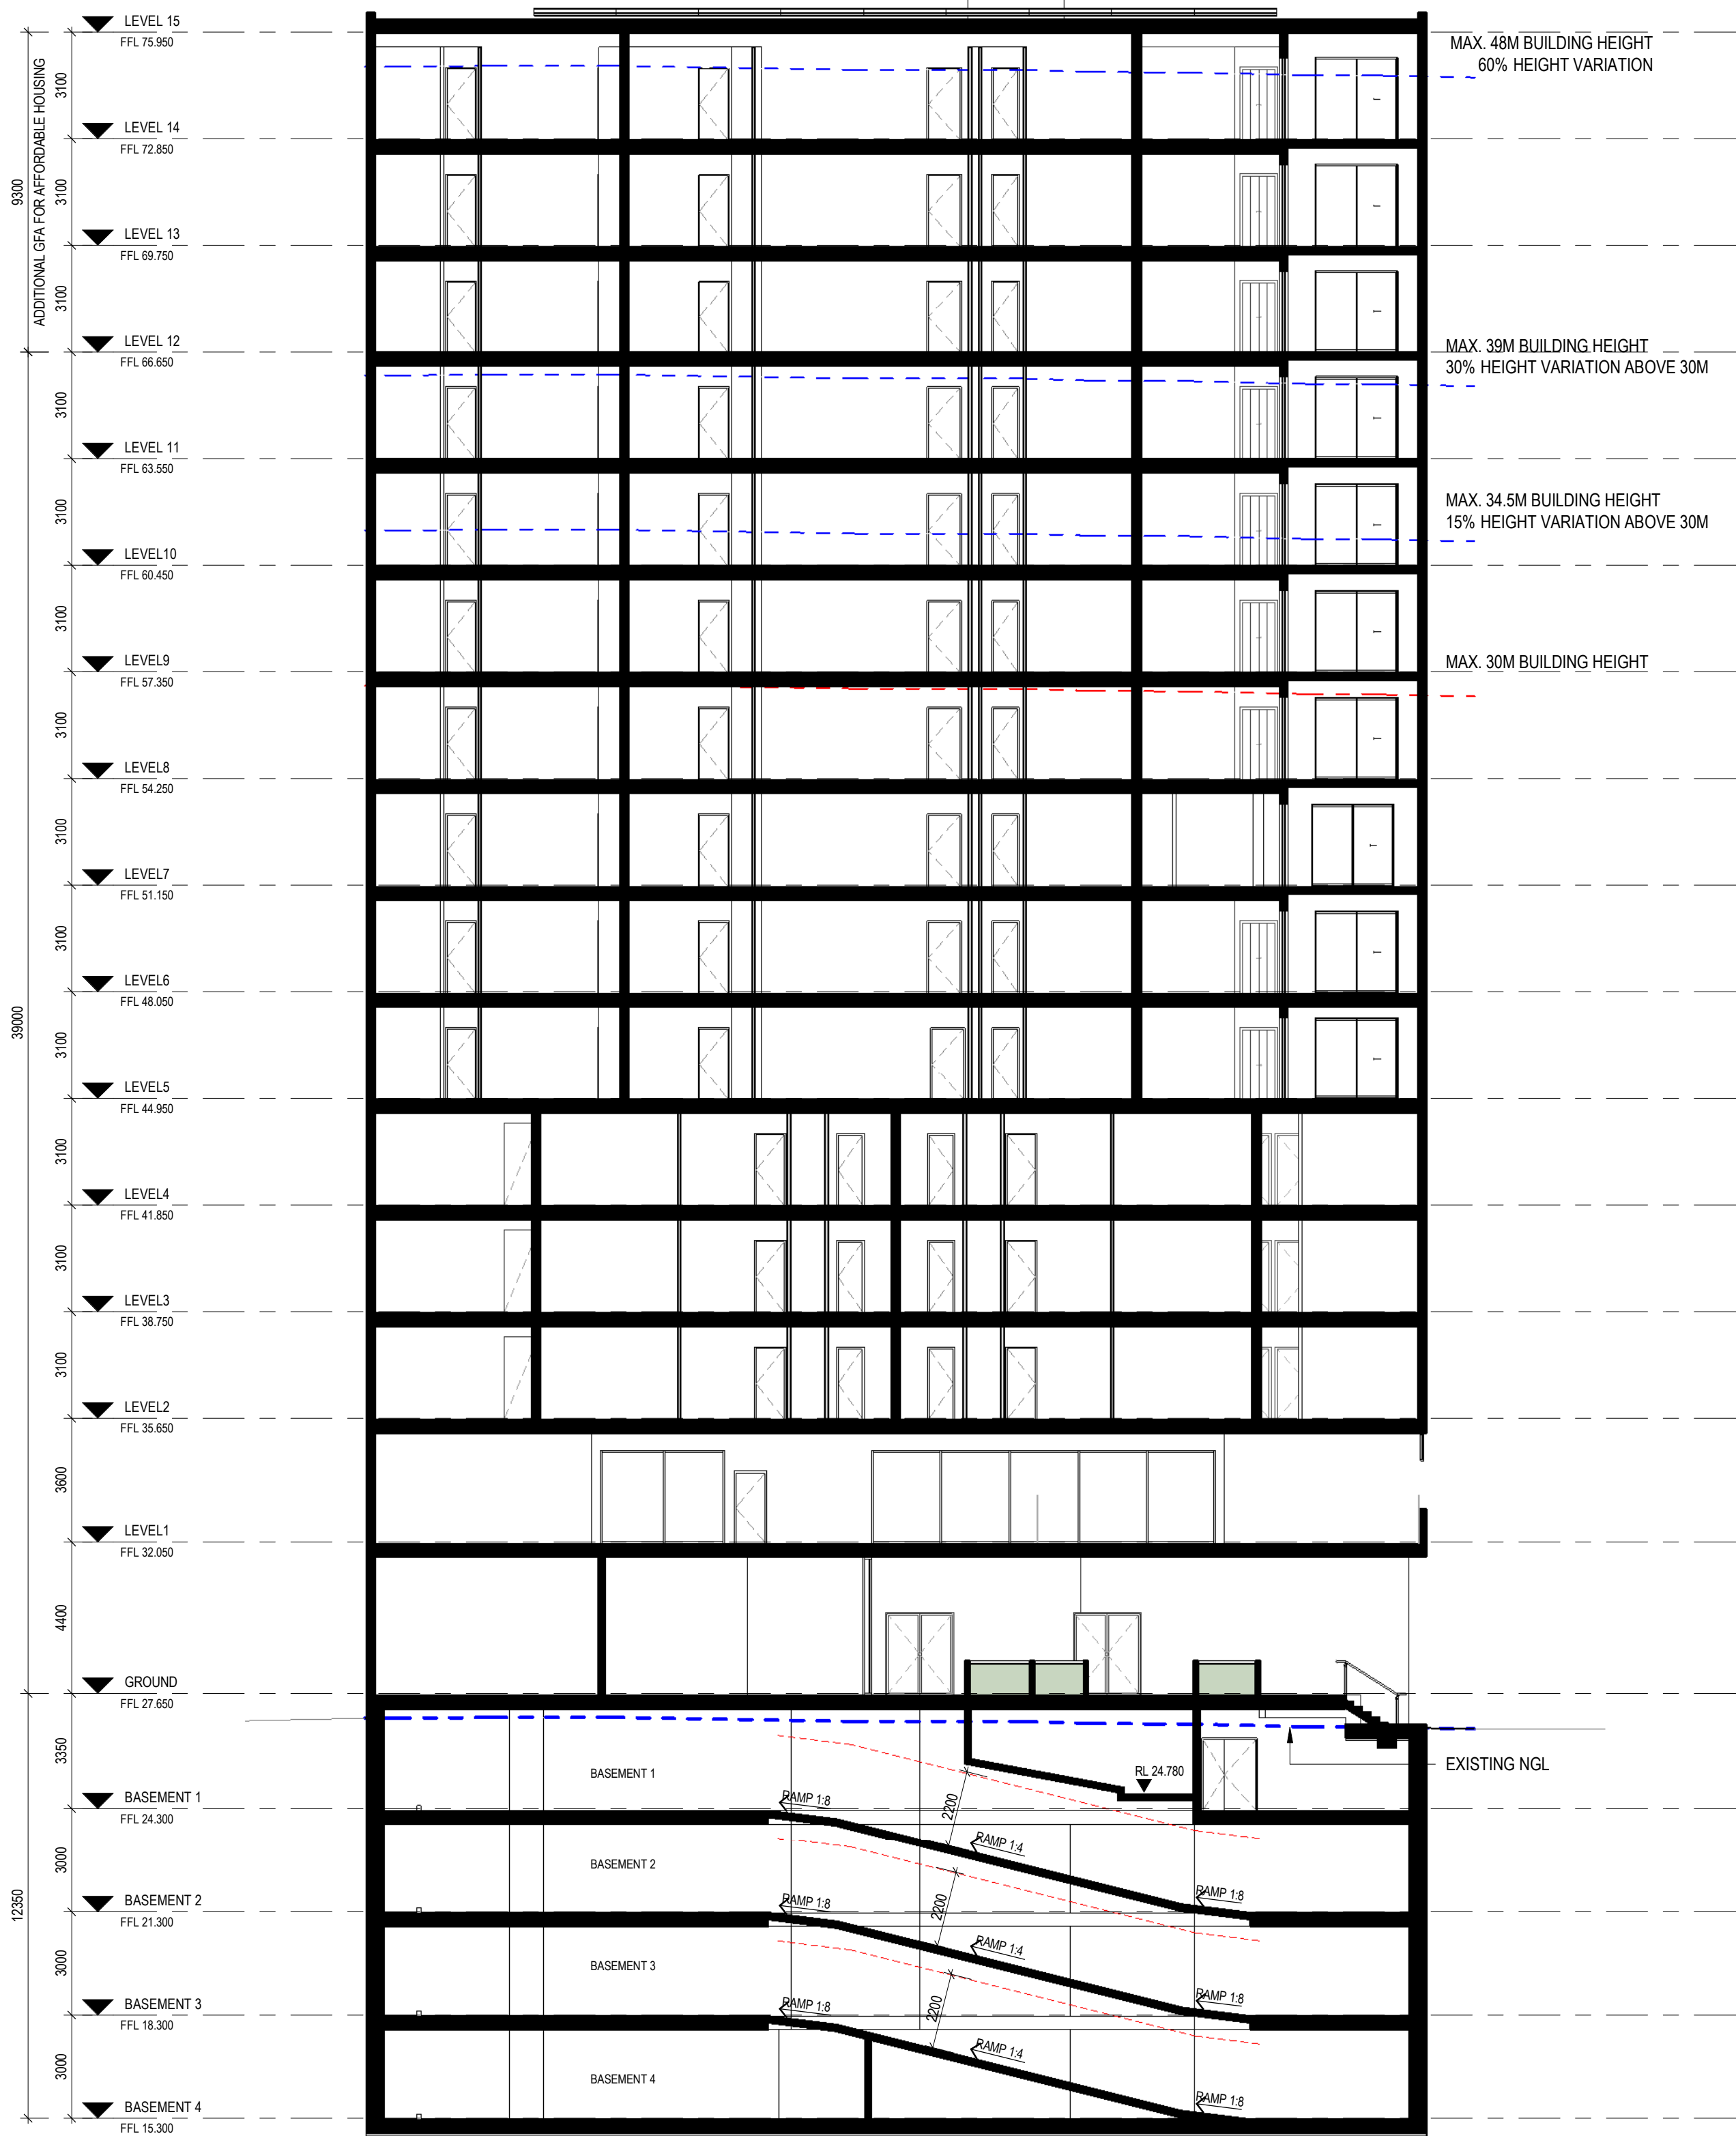 LEVEL 15
FFL 75.950
MAX. 48M BUILDING HEIGHT
60% HEIGHT VARIATION
3100
ADDITIONAL GFA FOR AFFORDABLE HOUSING
9300
LEVEL 14
FFL 72.850
3100
LEVEL 13
FFL 69.750
3100
LEVEL 12
FFL 66.650
MAX. 39M BUILDING HEIGHT
30% HEIGHT VARIATION ABOVE 30M
3100
LEVEL 11
FFL 63.550
3100
MAX. 34.5M BUILDING HEIGHT
15% HEIGHT VARIATION ABOVE 30M
LEVEL10
FFL 60.450
3100
LEVEL9
FFL 57.350
MAX. 30M BUILDING HEIGHT
3100
LEVEL8
FFL 54.250
3100
LEVEL7
FFL 51.150
3100
LEVEL6
FFL 48.050
39000
3100
LEVEL5
FFL 44.950
3100
LEVEL4
FFL 41.850
3100
LEVEL3
FFL 38.750
3100
LEVEL2
FFL 35.650
3600
LEVEL1
FFL 32.050
4400
GROUND
FFL 27.650
3350
EXISTING NGL
BASEMENT 1
RL 24.780
RAMP 1:8
2200
BASEMENT 1
FFL 24.300
RAMP 1:4
3000
BASEMENT 2
RAMP 1:8
RAMP 1:8
2200
12350
BASEMENT 2
FFL 21.300
RAMP 1:4
3000
BASEMENT 3
RAMP 1:8
RAMP 1:8
2200
BASEMENT 3
FFL 18.300
RAMP 1:4
3000
BASEMENT 4
RAMP 1:8
BASEMENT 4
FFL 15.300